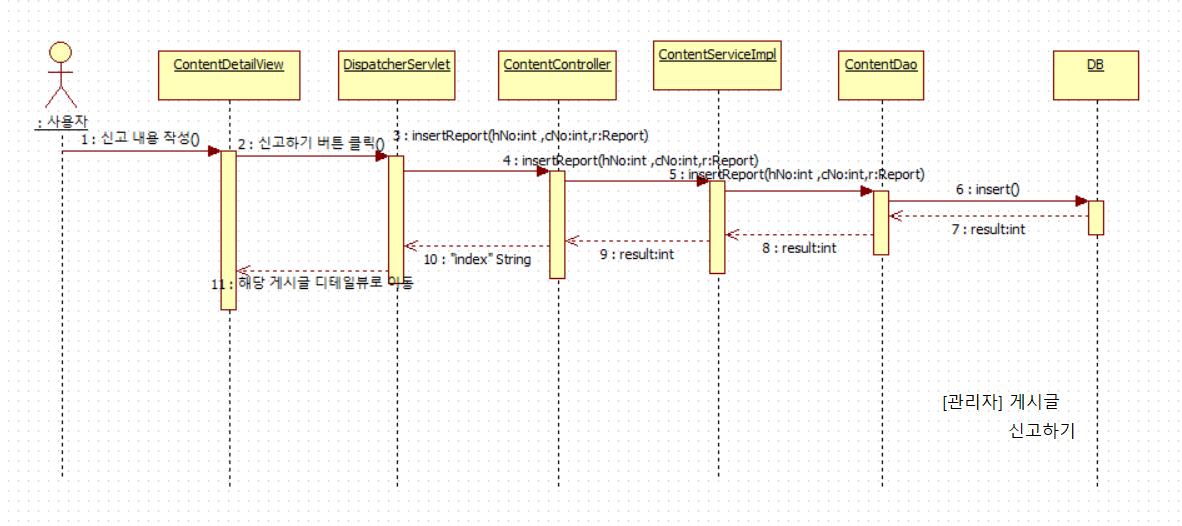 ContentDetailView
DispatcherServlet
ContentController
ContentServiceImpl
ContentDao
DB
: 사용자
1 : 신고 내용 작성()
2 : 신고하기 버튼 클릭()
3 : insertReport(hNo:int ,cNo:int,r:Report)
4 : insertReport(hNo:int ,cNo:int,r:Report)
5 : insertReport(hNo:int ,cNo:int,r:Report)
6 : insert()
7 : result:int
8 : result:int
9 : result:int
10 : "index" String
11 : 해당 게시글 디테일뷰로 이동
[관리자] 게시글
신고하기